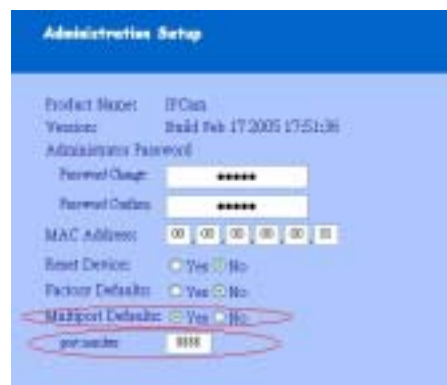 Administration Setup
Product Name: IPCam
Version: Build Feb 17 2005 17:51:36
Administrator Password
Password Change:
Password Confirm:
MAC Address: 00 00 00 00 00
Reset Device: Yes No
Factory Defaults: Yes No
Multiport Defaults: Yes No
port number